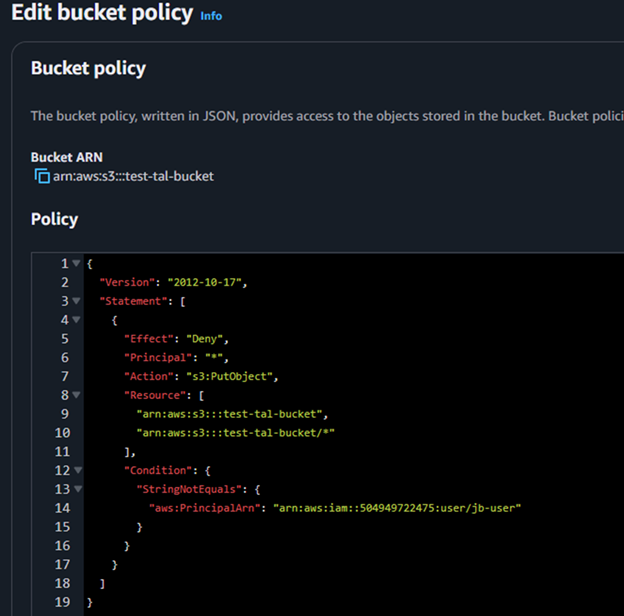 Edit bucket policy Info
Bucket policy
The bucket policy, written in JSON, provides access to the objects stored in the bucket. Bucket polici
Bucket ARN
arn:aws:s3:::test-tal-bucket
Policy
1 {
2 "Version": "2012-10-17",
3 "Statement": [
4 {
5 "Effect": "Deny",
6 "Principal": "*",
7 "Action": "s3:PutObject",
8 "Resource": [
9 "arn:aws:s3:::test-tal-bucket",
10 "arn:aws:s3:::test-tal-bucket/*"
11 ],
12 "Condition": {
13 "StringNotEquals": {
14 "aws:PrincipalArn": "arn:aws:iam::504949722475:user/jb-user"
15 }
16 }
17 }
18 ]
19 }